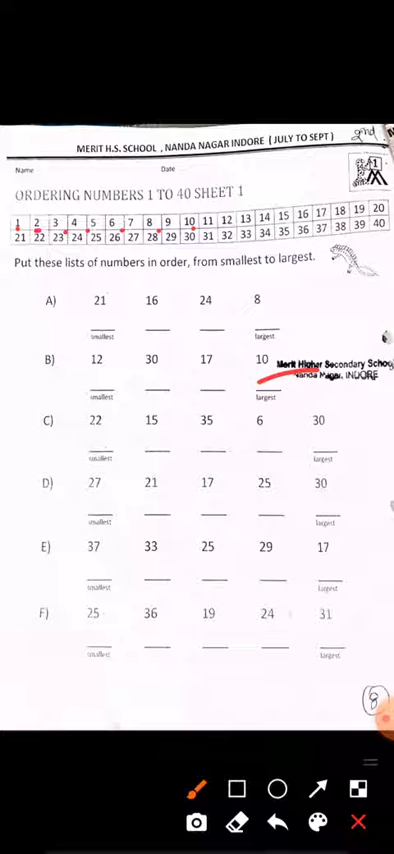 gnd
MERIT H.S. SCHOOL , NANDA NAGAR INDORE ( JULY TO SEPT )
Name Date
ORDERING NUMBERS 1 TO 40 SHEET 1
1 2 3 4 5 6 7 8 9 10 11 12 13 14 15 16 17 18 19 20
21 22 23 24 25 26 27 28 29 30 31 32 33 34 35 36 37 38 39 40
Put these lists of numbers in order, from smallest to largest.
A) 21 16 24 8
smallest largest
B) 12 30 17 10
Merit Higher Secondary School
Nanda Nagar, INDORE
smallest largest
C) 22 15 35 6 30
smallest largest
D) 27 21 17 25 30
smallest largest
E) 37 33 25 29 17
smallest largest
F) 25 36 19 24 31
smallest largest
8